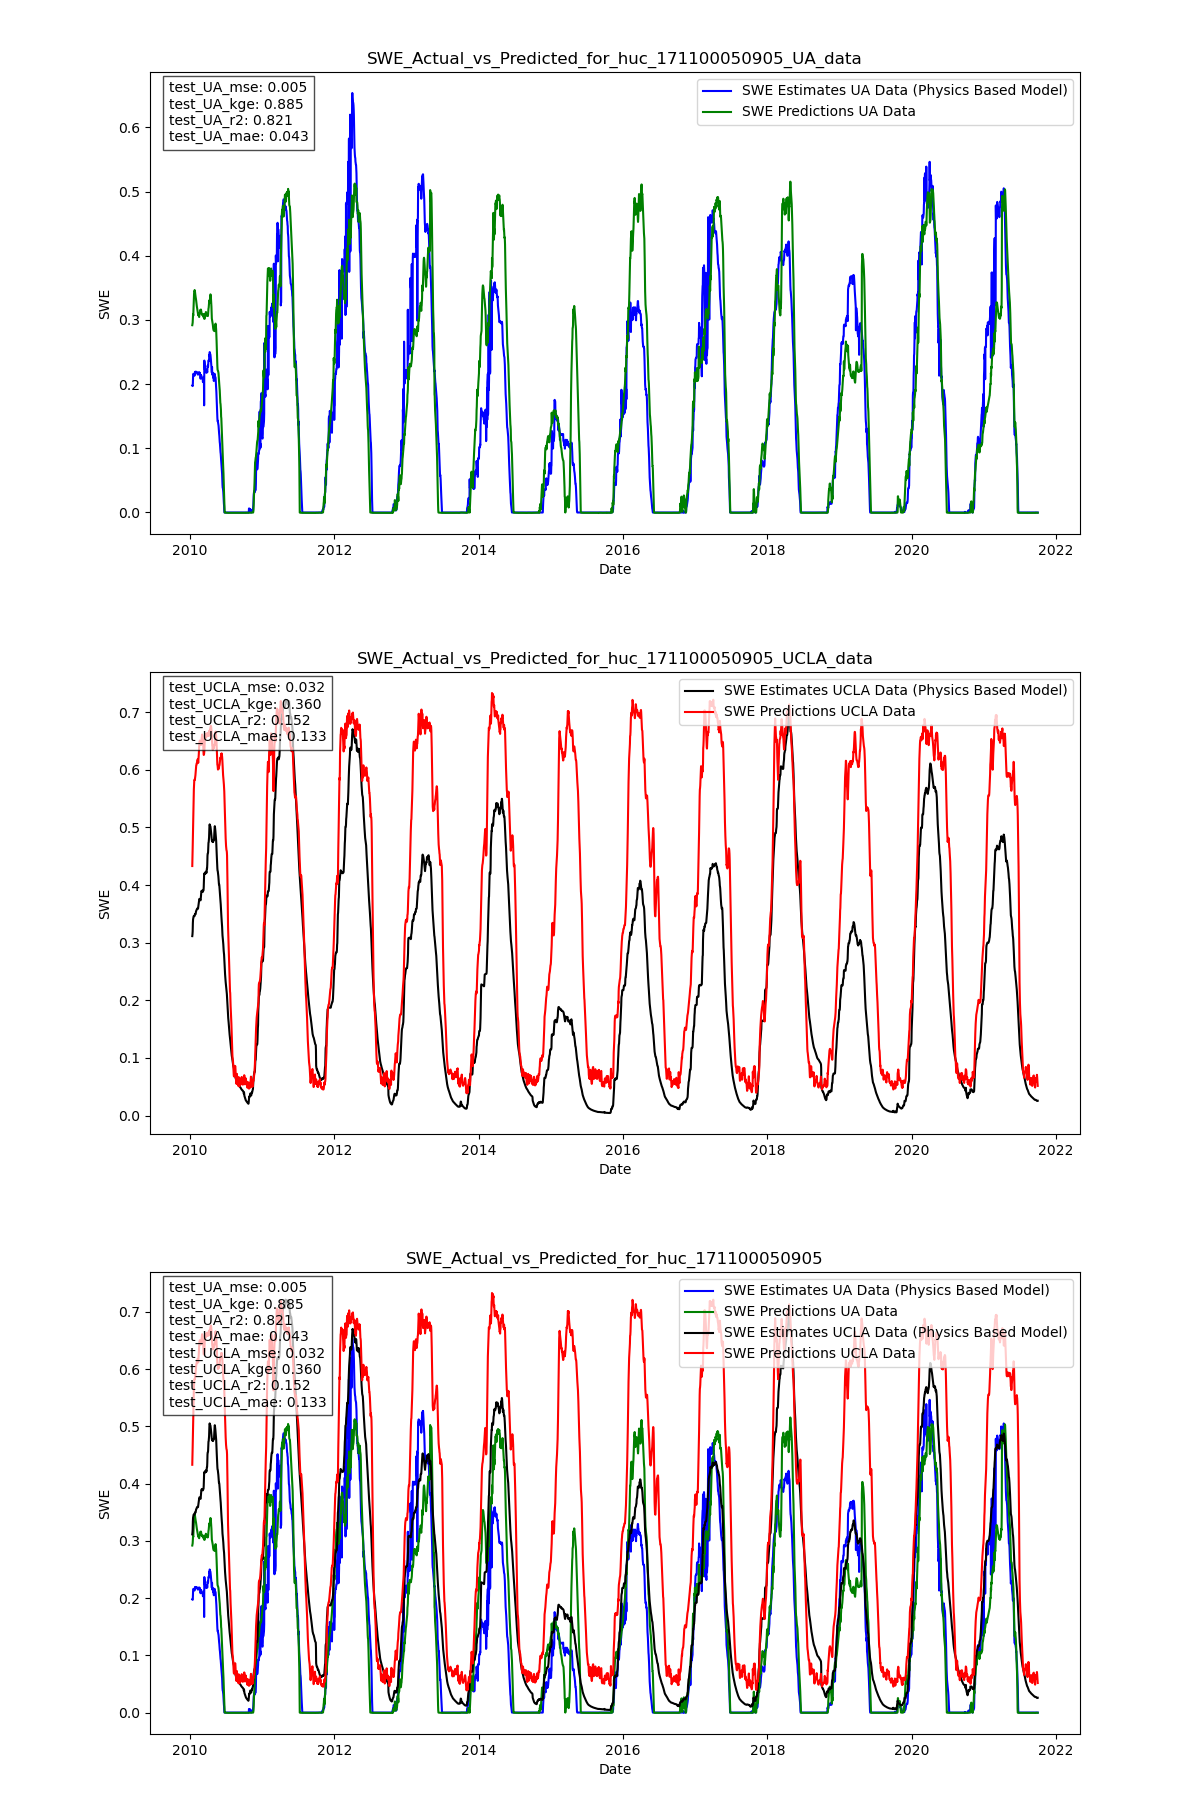 SWE_Actual_vs_Predicted_for_huc_171100050905_UA_data
test_UA_mse: 0.005
test_UA_kge: 0.885
test_UA_r2: 0.821
test_UA_mae: 0.043
SWE Estimates UA Data (Physics Based Model)
SWE Predictions UA Data
0.6
0.5
0.4
0.3
0.2
0.1
0.0
SWE
2010 2012 2014 2016 2018 2020 2022
Date
SWE_Actual_vs_Predicted_for_huc_171100050905_UCLA_data
test_UCLA_mse: 0.032
test_UCLA_kge: 0.360
test_UCLA_r2: 0.152
test_UCLA_mae: 0.133
SWE Estimates UCLA Data (Physics Based Model)
SWE Predictions UCLA Data
0.7
0.6
0.5
0.4
0.3
0.2
0.1
0.0
SWE
2010 2012 2014 2016 2018 2020 2022
Date
SWE_Actual_vs_Predicted_for_huc_171100050905
test_UA_mse: 0.005
test_UA_kge: 0.885
test_UA_r2: 0.821
test_UA_mae: 0.043
test_UCLA_mse: 0.032
test_UCLA_kge: 0.360
test_UCLA_r2: 0.152
test_UCLA_mae: 0.133
SWE Estimates UA Data (Physics Based Model)
SWE Predictions UA Data
SWE Estimates UCLA Data (Physics Based Model)
SWE Predictions UCLA Data
0.7
0.6
0.5
0.4
0.3
0.2
0.1
0.0
SWE
2010 2012 2014 2016 2018 2020 2022
Date